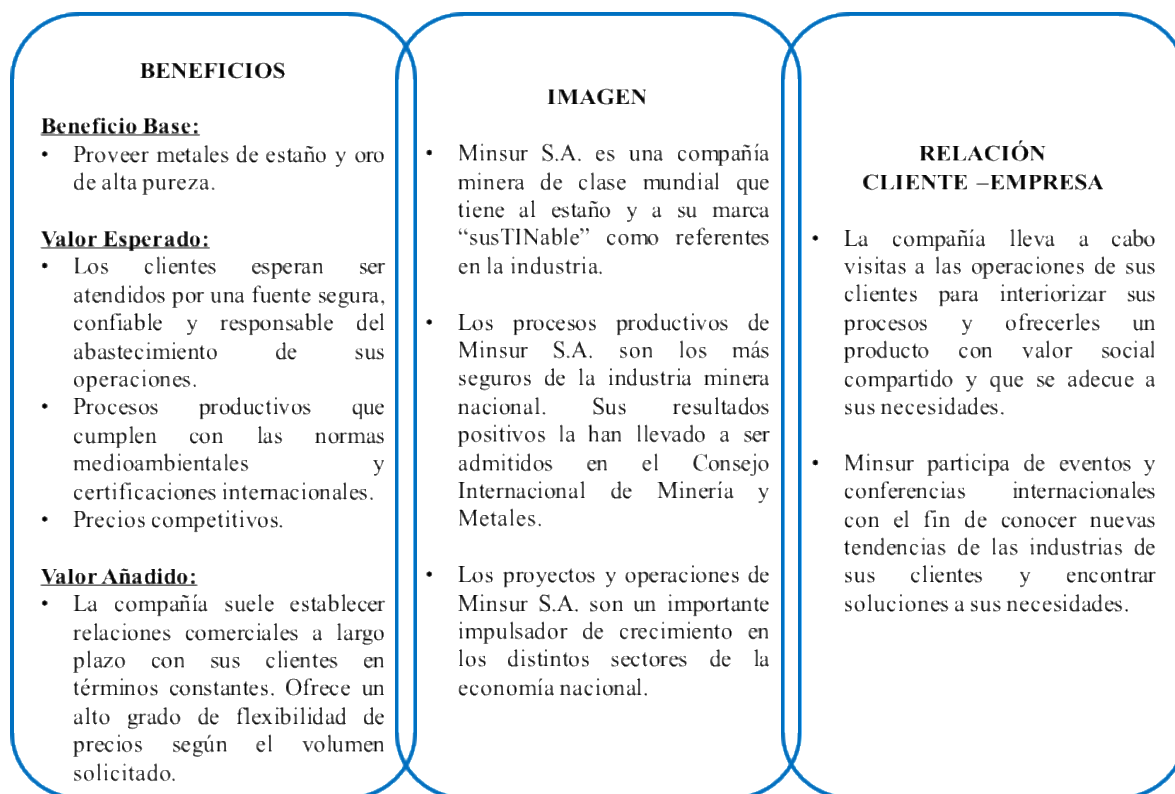 BENEFICIOS
Beneficio Base:
• Proveer metales de estaño y oro
de alta pureza.
Valor Esperado:
• Los clientes esperan ser
atendidos por una fuente segura,
confiable y responsable del
abastecimiento de sus
operaciones.
• Procesos productivos que
cumplen con las normas
medioambientales y
certificaciones internacionales.
• Precios competitivos.
Valor Añadido:
• La compañía suele establecer
relaciones comerciales a largo
plazo con sus clientes en
términos constantes. Ofrece un
alto grado de flexibilidad de
precios según el volumen
solicitado.
IMAGEN
• Minsur S.A. es una compañía
minera de clase mundial que
tiene al estaño y a su marca
“susTINable” como referentes
en la industria.
• Los procesos productivos de
Minsur S.A. son los más
seguros de la industria minera
nacional. Sus resultados
positivos la han llevado a ser
admitidos en el Consejo
Internacional de Minería y
Metales.
• Los proyectos y operaciones de
Minsur S.A. son un importante
impulsador de crecimiento en
los distintos sectores de la
economía nacional.
RELACIÓN
CLIENTE –EMPRESA
• La compañía lleva a cabo
visitas a las operaciones de sus
clientes para interiorizar sus
procesos y ofrecerles un
producto con valor social
compartido y que se adecue a
sus necesidades.
• Minsur participa de eventos y
conferencias internacionales
con el fin de conocer nuevas
tendencias de las industrias de
sus clientes y encontrar
soluciones a sus necesidades.